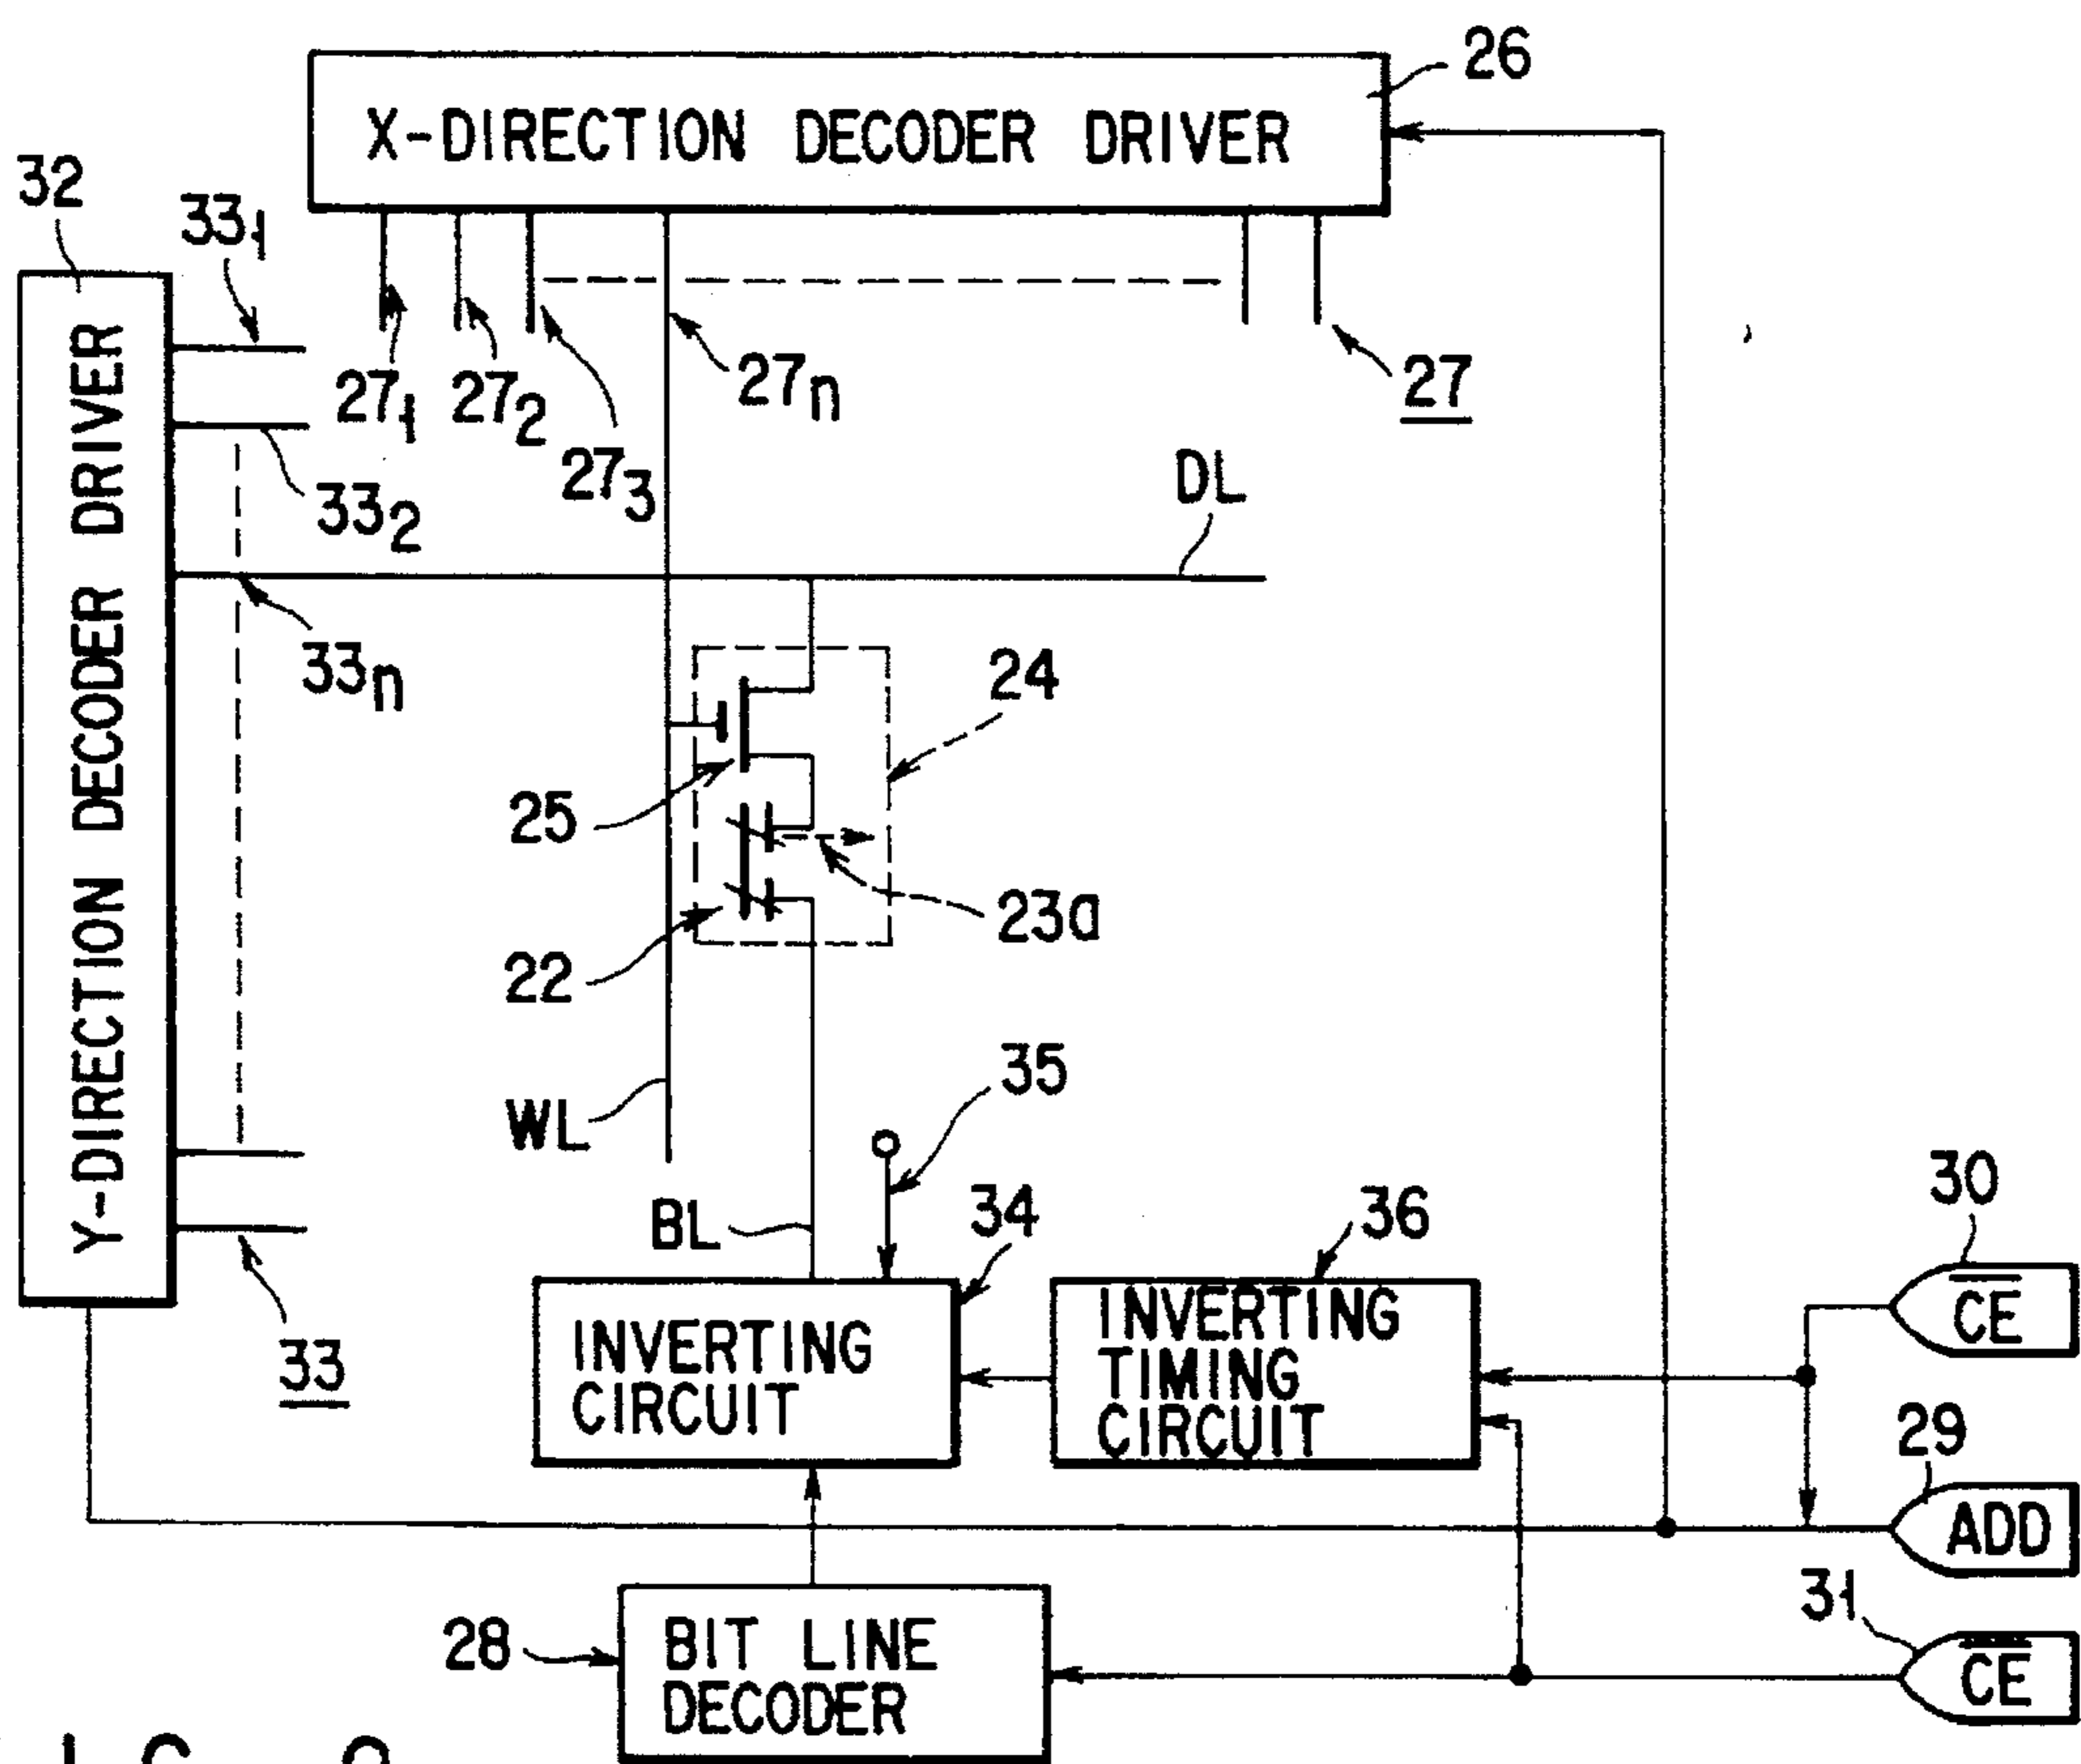 26
X-DIRECTION DECODER DRIVER
32
33₁
27₁
27₂
27₃
27n
27
33₂
DL
33n
Y-DIRECTION DECODER DRIVER
24
25
23a
22
35
WL
BL
34
36
30
33
INVERTING
CIRCUIT
INVERTING
TIMING
CIRCUIT
C̅E̅
29
ADD
31
28
BIT LINE
DECODER
C̅E̅